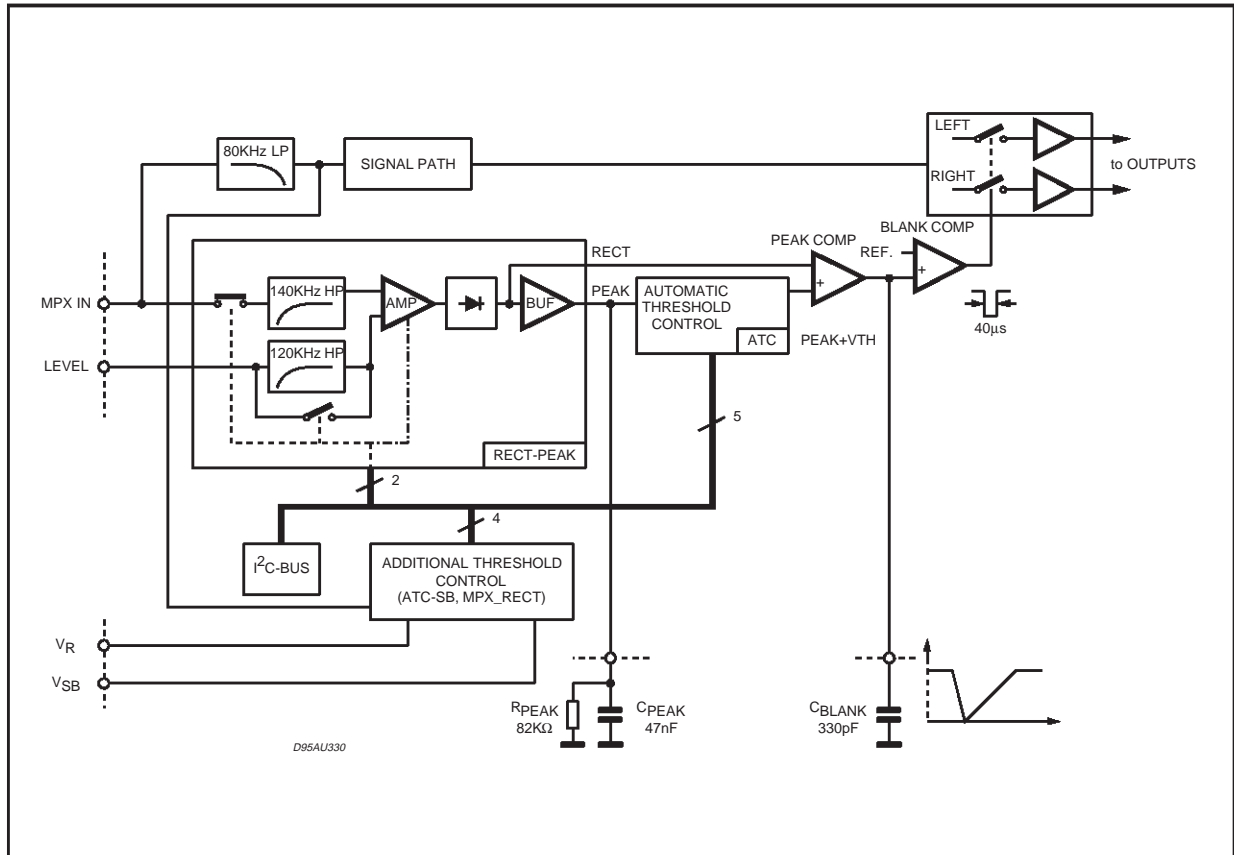 LEFT
80KHz LP
SIGNAL PATH
to OUTPUTS
RIGHT
BLANK COMP
PEAK COMP
RECT
REF.
+
MPX IN
140KHz HP
AMP
BUF
PEAK
AUTOMATIC
THRESHOLD
CONTROL
+
ATC
PEAK+VTH
40µs
LEVEL
120KHz HP
5
RECT-PEAK
2
4
I²C-BUS
ADDITIONAL THRESHOLD
CONTROL
(ATC-SB, MPX_RECT)
VR
VSB
RPEAK
82KΩ
CPEAK
47nF
CBLANK
330pF
D95AU330